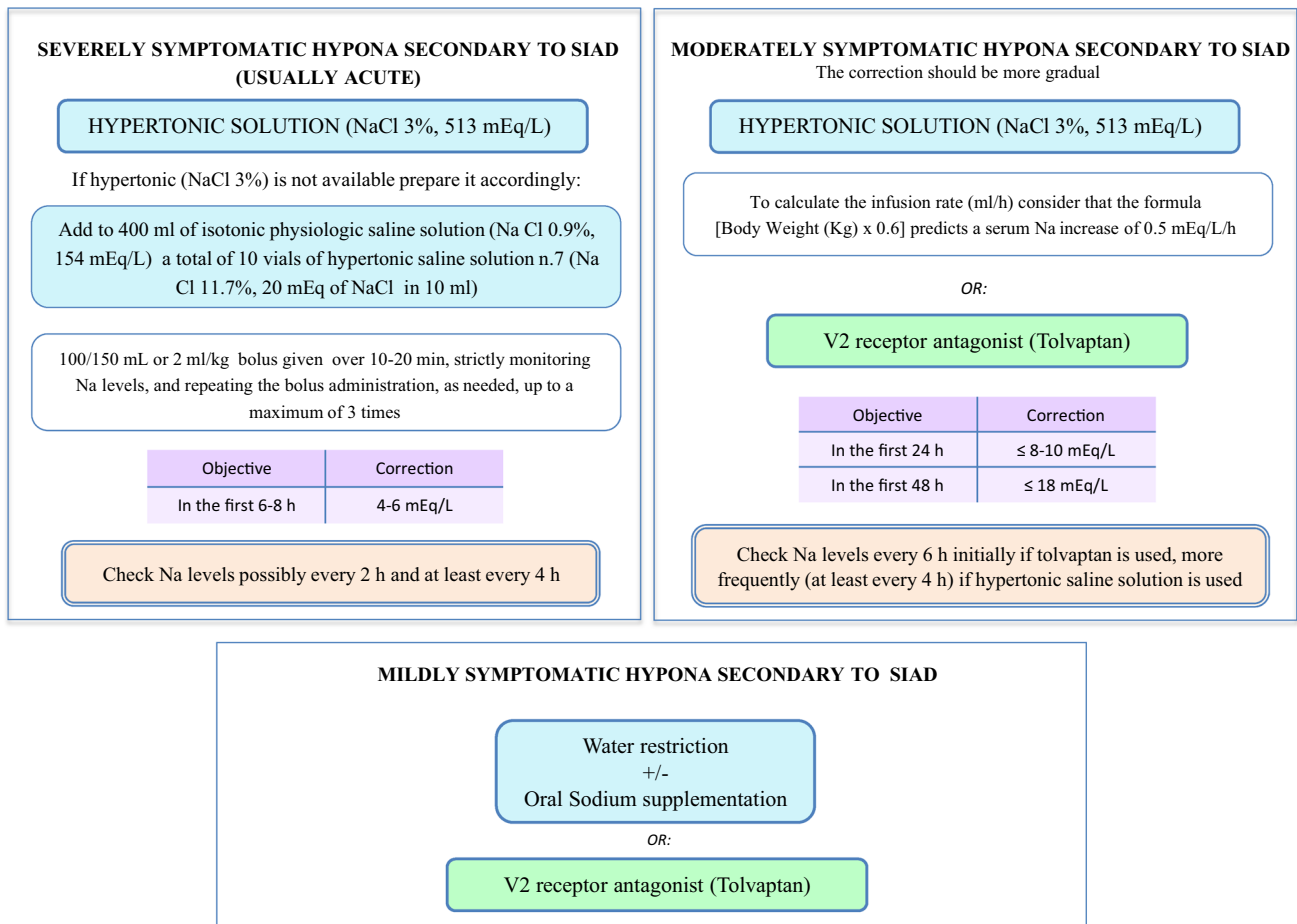 SEVERELY SYMPTOMATIC HYPONA SECONDARY TO SIAD
(USUALLY ACUTE)
HYPERTONIC SOLUTION (NaCl 3%, 513 mEq/L)
If hypertonic (NaCl 3%) is not available prepare it accordingly:
Add to 400 ml of isotonic physiologic saline solution (Na Cl 0.9%,
154 mEq/L) a total of 10 vials of hypertonic saline solution n.7 (Na
Cl 11.7%, 20 mEq of NaCl in 10 ml)
100/150 mL or 2 ml/kg bolus given over 10-20 min, strictly monitoring
Na levels, and repeating the bolus administration, as needed, up to a
maximum of 3 times
Objective Correction
In the first 6-8 h 4-6 mEq/L
Check Na levels possibly every 2 h and at least every 4 h
MODERATELY SYMPTOMATIC HYPONA SECONDARY TO SIAD
The correction should be more gradual
HYPERTONIC SOLUTION (NaCl 3%, 513 mEq/L)
To calculate the infusion rate (ml/h) consider that the formula
[Body Weight (Kg) x 0.6] predicts a serum Na increase of 0.5 mEq/L/h
OR:
V2 receptor antagonist (Tolvaptan)
Objective Correction
In the first 24 h ≤ 8-10 mEq/L
In the first 48 h ≤ 18 mEq/L
Check Na levels every 6 h initially if tolvaptan is used, more
frequently (at least every 4 h) if hypertonic saline solution is used
MILDLY SYMPTOMATIC HYPONA SECONDARY TO SIAD
Water restriction
+/-
Oral Sodium supplementation
OR:
V2 receptor antagonist (Tolvaptan)